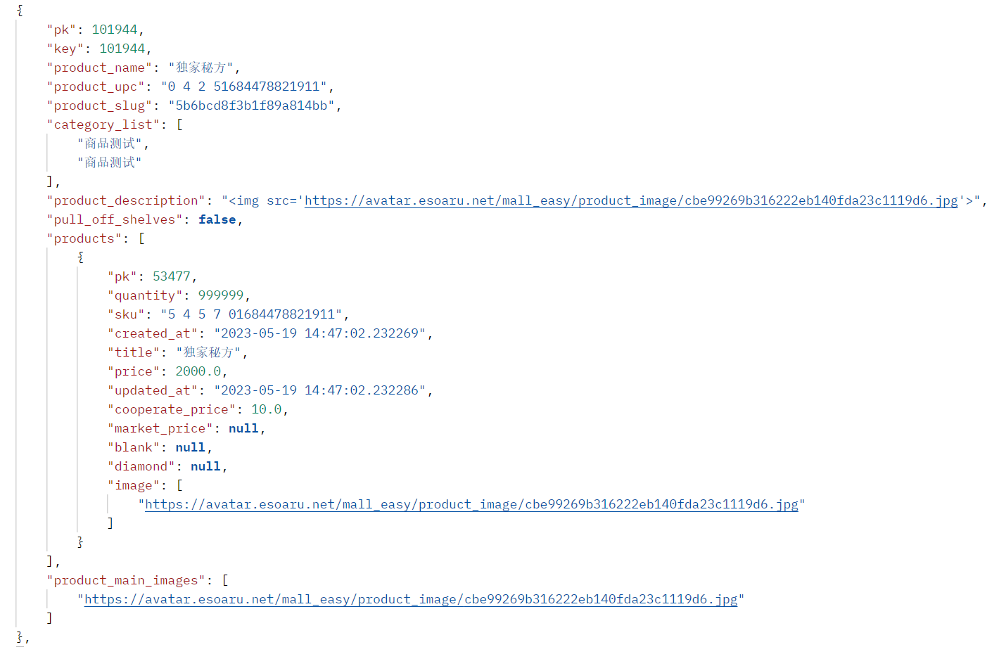 {
"pk": 101944,
"key": 101944,
"product_name": "独家秘方",
"product_upc": "0 4 2 51684478821911",
"product_slug": "5b6bcd8f3b1f89a814bb",
"category_list": [
"商品测试",
"商品测试"
],
"product_description": "<img src='https://avatar.esoaru.net/mall_easy/product_image/cbe99269b316222eb140fda23c1119d6.jpg'>",
"pull_off_shelves": false,
"products": [
{
"pk": 53477,
"quantity": 999999,
"sku": "5 4 5 7 01684478821911",
"created_at": "2023-05-19 14:47:02.232269",
"title": "独家秘方",
"price": 2000.0,
"updated_at": "2023-05-19 14:47:02.232286",
"cooperate_price": 10.0,
"market_price": null,
"blank": null,
"diamond": null,
"image": [
"https://avatar.esoaru.net/mall_easy/product_image/cbe99269b316222eb140fda23c1119d6.jpg"
]
}
],
"product_main_images": [
"https://avatar.esoaru.net/mall_easy/product_image/cbe99269b316222eb140fda23c1119d6.jpg"
]
},